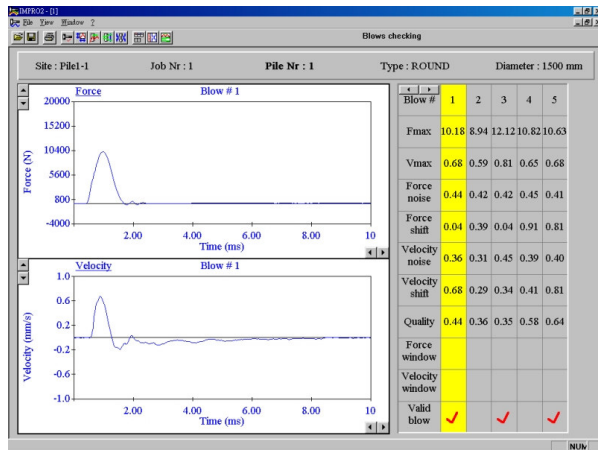 IMPRO2 - [1]
File View Window ?
Blows checking
Site : Pile1-1 Job Nr : 1 Pile Nr : 1 Type : ROUND Diameter : 1500 mm
Force Blow # 1
20000
15200
10400
5600
800
-4000
Force (N)
2.00 4.00 6.00 8.00 10
Time (ms)
Velocity Blow # 1
1.0
0.6
0.2
-0.2
-0.6
-1.0
Velocity (mm/s)
2.00 4.00 6.00 8.00 10
Time (ms)
Blow # 1 2 3 4 5
Fmax 10.18 8.94 12.12 10.82 10.63
Vmax 0.68 0.59 0.81 0.65 0.68
Force noise 0.44 0.42 0.42 0.45 0.41
Force shift 0.04 0.39 0.04 0.91 0.81
Velocity noise 0.36 0.31 0.45 0.39 0.40
Velocity shift 0.68 0.29 0.34 0.41 0.81
Quality 0.44 0.36 0.35 0.58 0.64
Force window
Velocity window
Valid blow
NUM